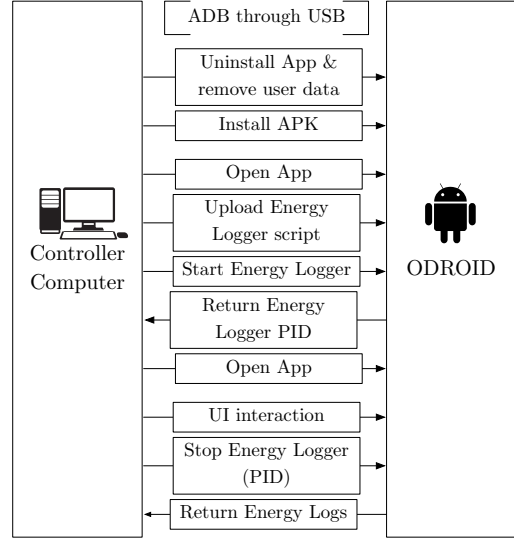 ADB through USB
Uninstall App &
remove user data
Install APK
Open App
Upload Energy
Logger script
Controller
Computer
Start Energy Logger
ODROID
Return Energy
Logger PID
Open App
UI interaction
Stop Energy Logger
(PID)
Return Energy Logs